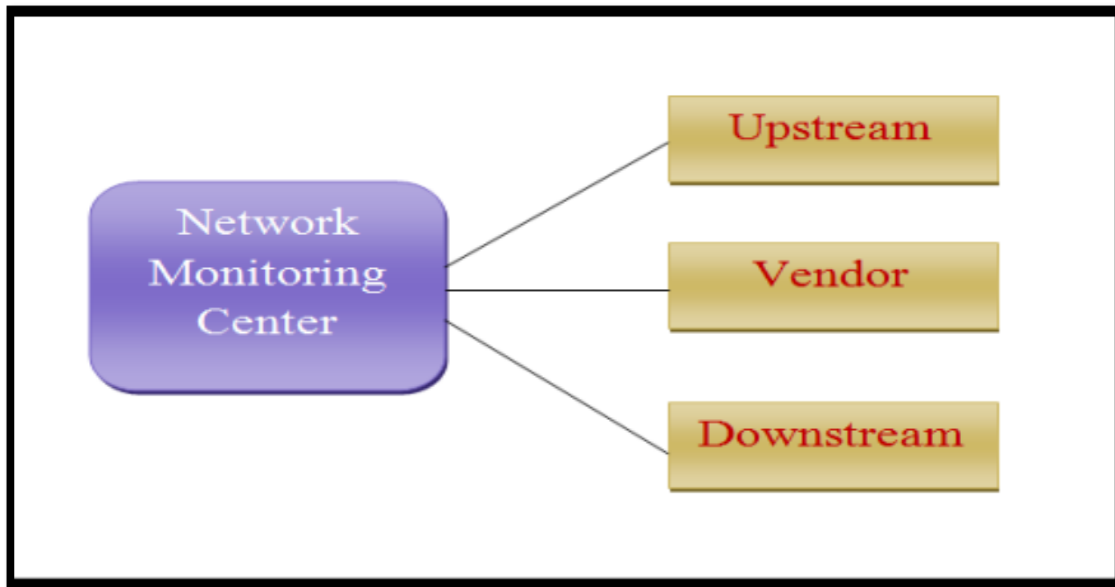 Network
Monitoring
Center
Upstream
Vendor
Downstream